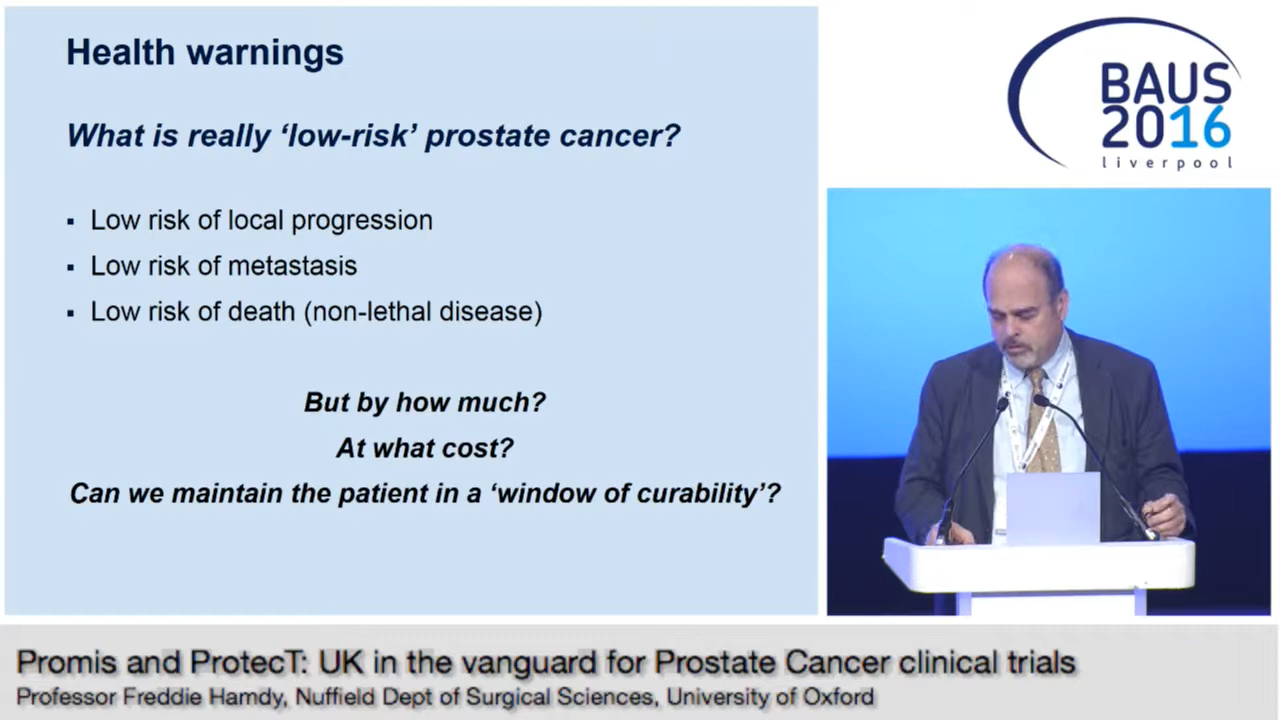 Health warnings
What is really ‘low-risk’ prostate cancer?
▪ Low risk of local progression
▪ Low risk of metastasis
▪ Low risk of death (non-lethal disease)
But by how much?
At what cost?
Can we maintain the patient in a ‘window of curability’?
BAUS
2016
liverpool
Promis and ProtecT: UK in the vanguard for Prostate Cancer clinical trials
Professor Freddie Hamdy, Nuffield Dept of Surgical Sciences, University of Oxford